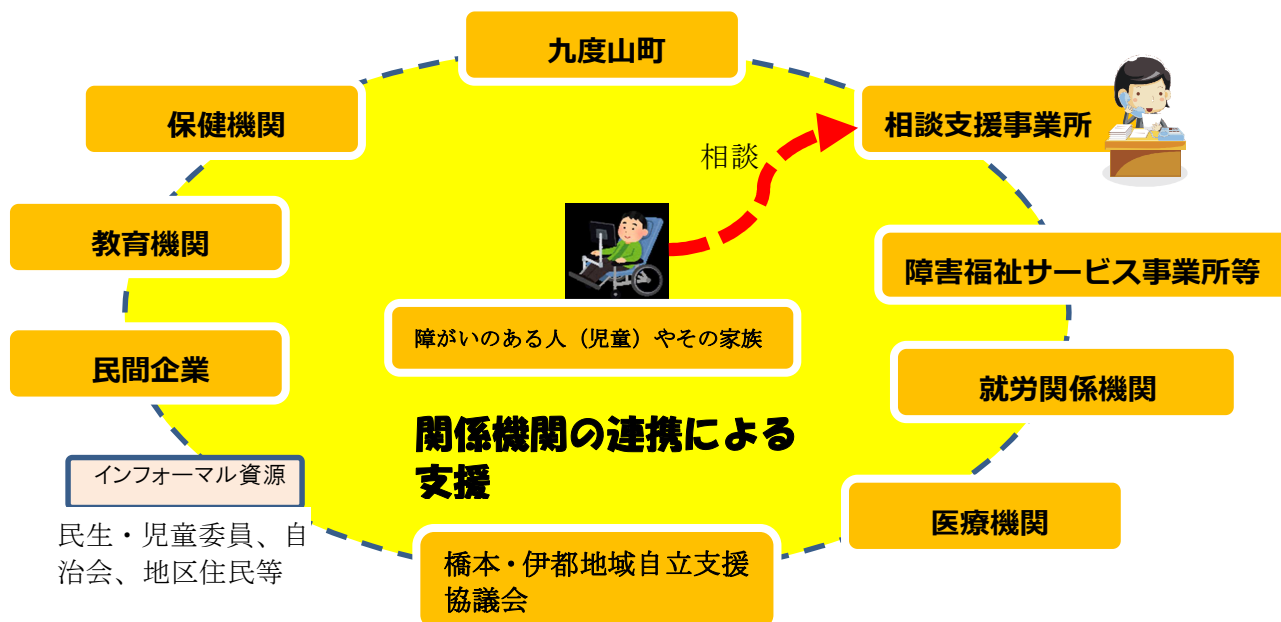 九度山町
保健機関
相談支援事業所
相談
教育機関
障害福祉サービス事業所等
障がいのある人（児童）やその家族
民間企業
就労関係機関
関係機関の連携による
支援
インフォーマル資源
民生・児童委員、自
治会、地区住民等
医療機関
橋本・伊都地域自立支援
協議会